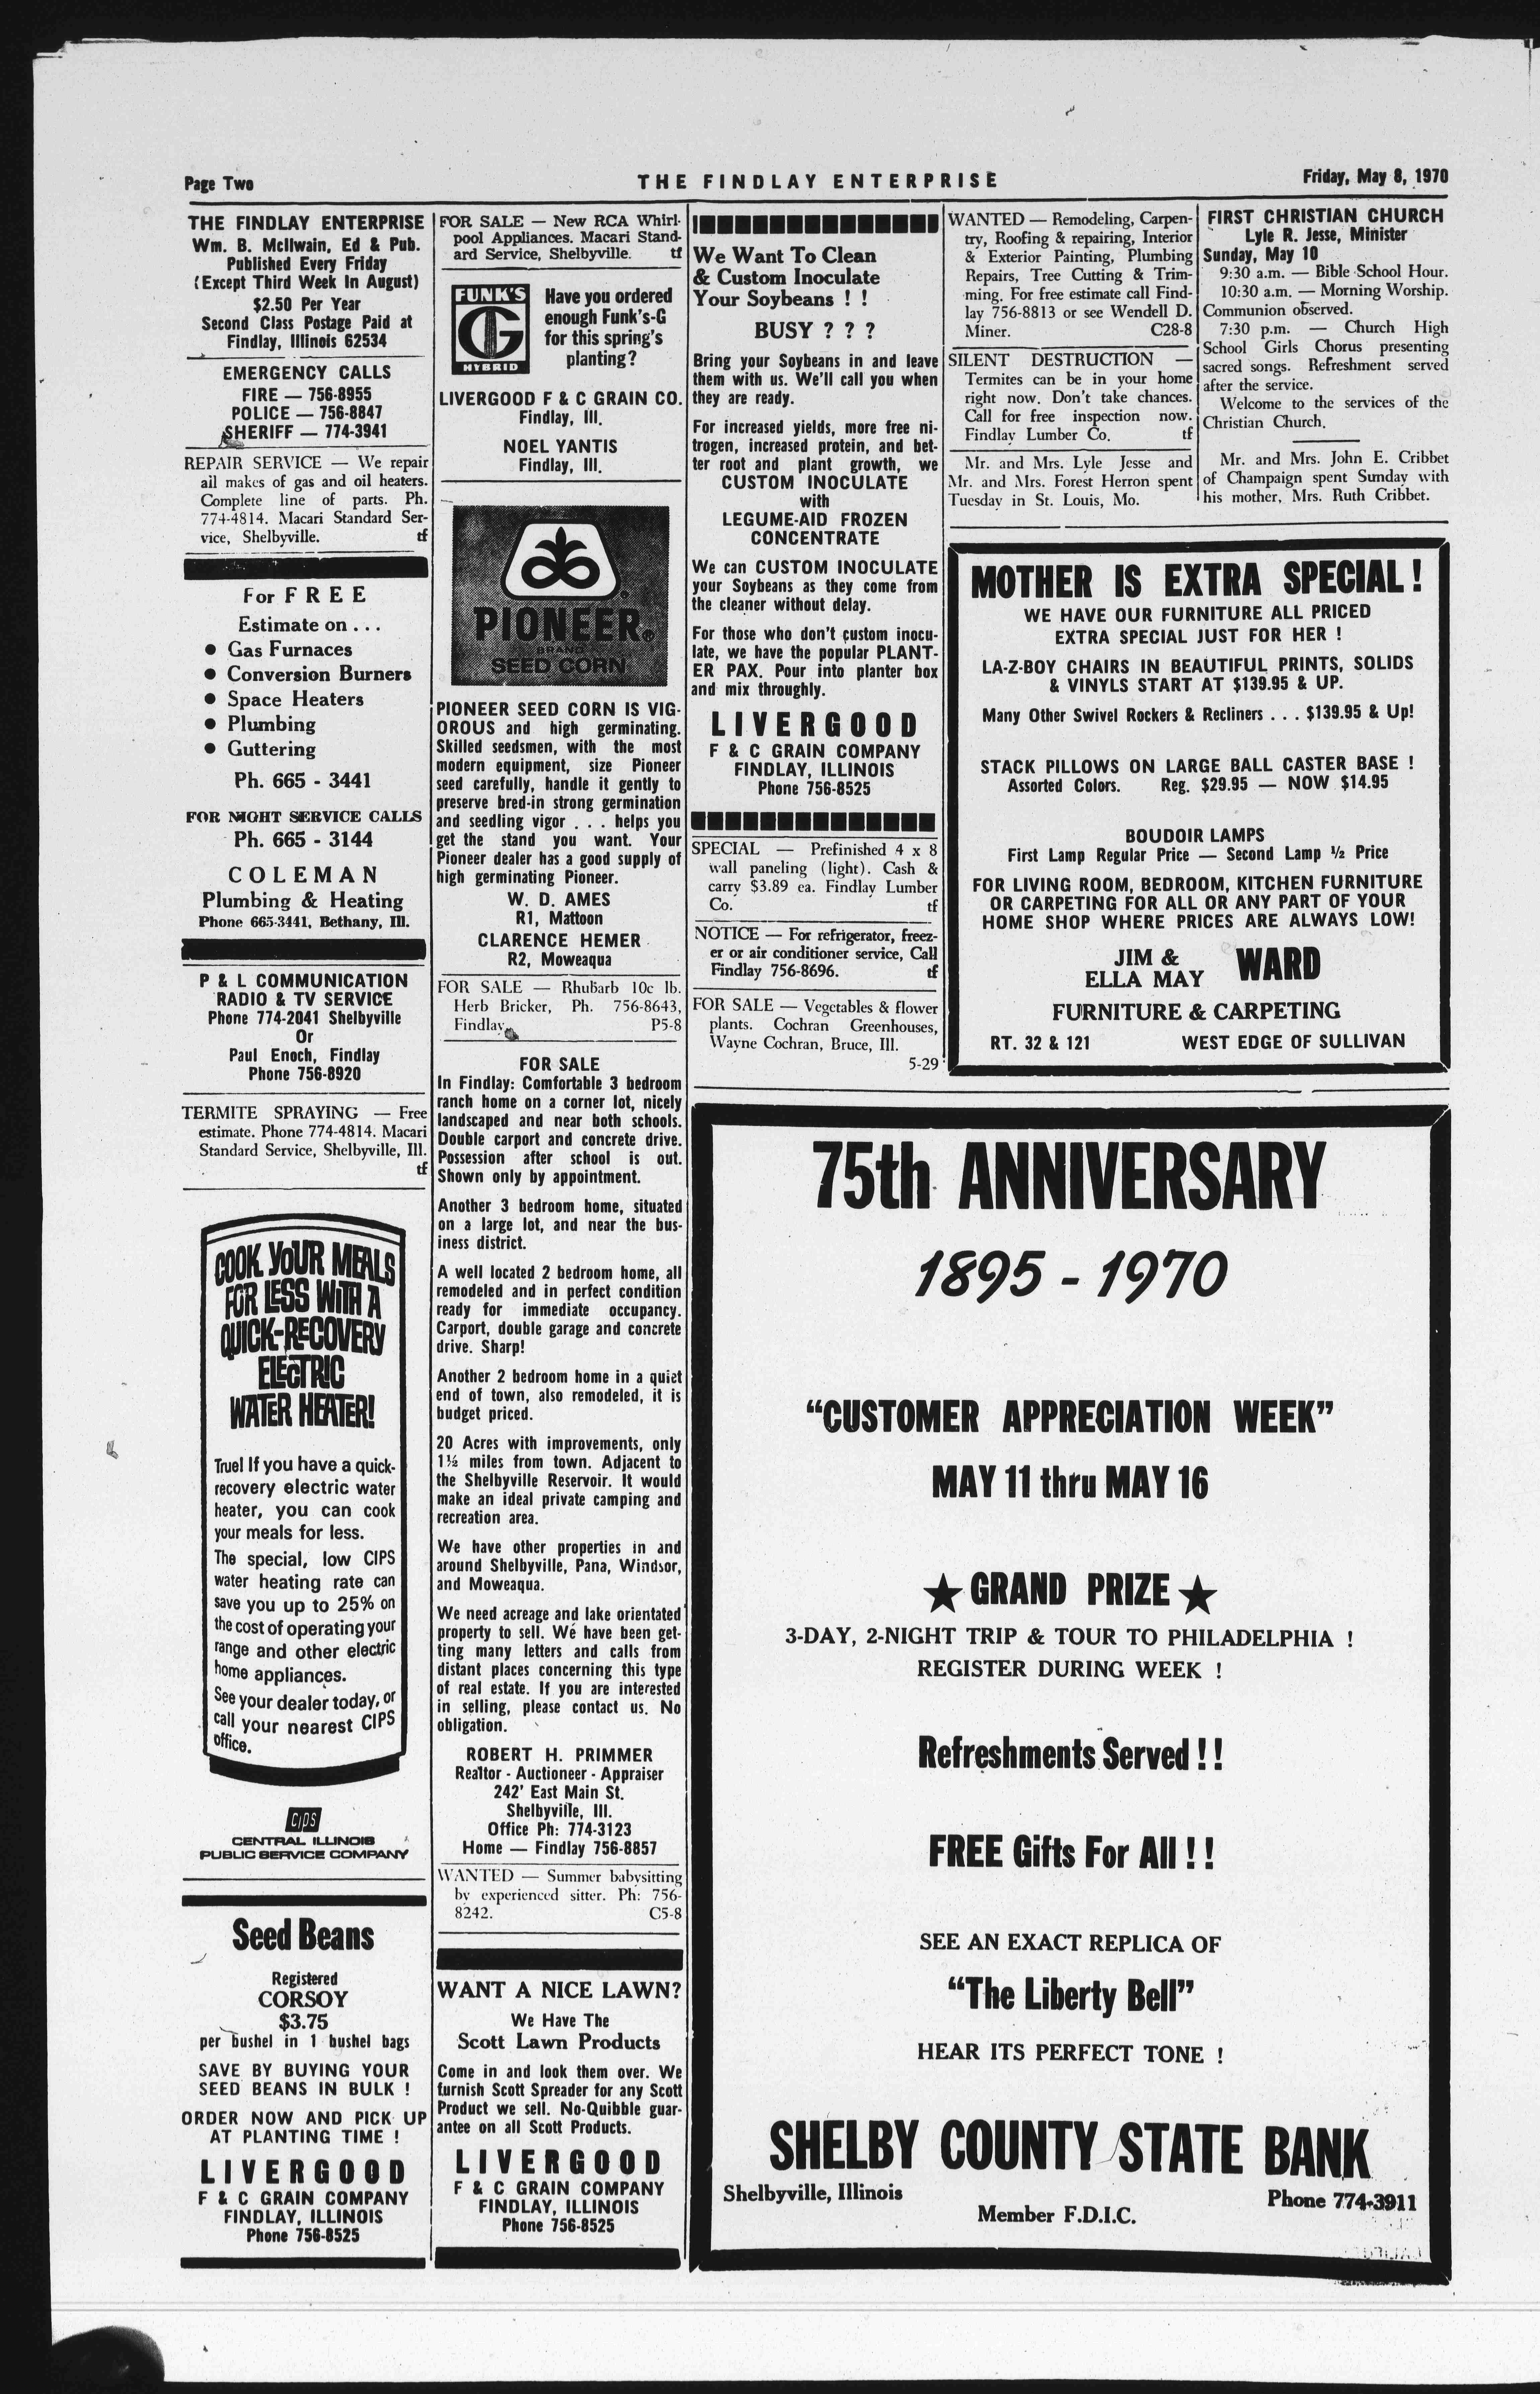 Page Two
THE FINDLAY ENTERPRISE
Friday, May 8, 1970
THE FINDLAY ENTERPRISE
Wm. B. McIlwain, Ed & Pub.
Published Every Friday
(Except Third Week In August)
$2.50 Per Year
Second Class Postage Paid at
Findlay, Illinois 62534
EMERGENCY CALLS
FIRE — 756-8955
POLICE — 756-8847
SHERIFF — 774-3941
REPAIR SERVICE — We repair
all makes of gas and oil heaters.
Complete line of parts. Ph.
774-4814. Macari Standard Ser-
vice, Shelbyville. tf
For FREE
Estimate on . . .
● Gas Furnaces
● Conversion Burners
● Space Heaters
● Plumbing
● Guttering
Ph. 665 - 3441
FOR NIGHT SERVICE CALLS
Ph. 665 - 3144
COLEMAN
Plumbing & Heating
Phone 665-3441, Bethany, Ill.
P & L COMMUNICATION
RADIO & TV SERVICE
Phone 774-2041 Shelbyville
Or
Paul Enoch, Findlay
Phone 756-8920
TERMITE SPRAYING — Free
estimate. Phone 774-4814. Macari
Standard Service, Shelbyville, Ill.
tf
COOK YOUR MEALS
FOR LESS WITH A
QUICK-RECOVERY
ELECTRIC
WATER HEATER!
True! If you have a quick-
recovery electric water
heater, you can cook
your meals for less.
The special, low CIPS
water heating rate can
save you up to 25% on
the cost of operating your
range and other electric
home appliances.
See your dealer today, or
call your nearest CIPS
office.
CIPS
CENTRAL ILLINOIS
PUBLIC SERVICE COMPANY
Seed Beans
Registered
CORSOY
$3.75
per bushel in 1 bushel bags
SAVE BY BUYING YOUR
SEED BEANS IN BULK !
ORDER NOW AND PICK UP
AT PLANTING TIME !
LIVERGOOD
F & C GRAIN COMPANY
FINDLAY, ILLINOIS
Phone 756-8525
FOR SALE — New RCA Whirl-
pool Appliances. Macari Stand-
ard Service, Shelbyville. tf
FUNK'S
G
HYBRID
Have you ordered
enough Funk's-G
for this spring's
planting?
LIVERGOOD F & C GRAIN CO.
Findlay, Ill.
NOEL YANTIS
Findlay, Ill.
PIONEER®
BRAND
SEED CORN
PIONEER SEED CORN IS VIG-
OROUS and high germinating.
Skilled seedsmen, with the most
modern equipment, size Pioneer
seed carefully, handle it gently to
preserve bred-in strong germination
and seedling vigor . . . helps you
get the stand you want. Your
Pioneer dealer has a good supply of
high germinating Pioneer.
W. D. AMES
R1, Mattoon
CLARENCE HEMER
R2, Moweaqua
FOR SALE — Rhubarb 10c lb.
Herb Bricker, Ph. 756-8643,
Findlay. P5-8
FOR SALE
In Findlay: Comfortable 3 bedroom
ranch home on a corner lot, nicely
landscaped and near both schools.
Double carport and concrete drive.
Possession after school is out.
Shown only by appointment.
Another 3 bedroom home, situated
on a large lot, and near the bus-
iness district.
A well located 2 bedroom home, all
remodeled and in perfect condition
ready for immediate occupancy.
Carport, double garage and concrete
drive. Sharp!
Another 2 bedroom home in a quiet
end of town, also remodeled, it is
budget priced.
20 Acres with improvements, only
1½ miles from town. Adjacent to
the Shelbyville Reservoir. It would
make an ideal private camping and
recreation area.
We have other properties in and
around Shelbyville, Pana, Windsor,
and Moweaqua.
We need acreage and lake orientated
property to sell. We have been get-
ting many letters and calls from
distant places concerning this type
of real estate. If you are interested
in selling, please contact us. No
obligation.
ROBERT H. PRIMMER
Realtor - Auctioneer - Appraiser
242' East Main St.
Shelbyville, Ill.
Office Ph: 774-3123
Home — Findlay 756-8857
WANTED — Summer babysitting
by experienced sitter. Ph: 756-
8242. C5-8
WANT A NICE LAWN?
We Have The
Scott Lawn Products
Come in and look them over. We
furnish Scott Spreader for any Scott
Product we sell. No-Quibble guar-
antee on all Scott Products.
LIVERGOOD
F & C GRAIN COMPANY
FINDLAY, ILLINOIS
Phone 756-8525
We Want To Clean
& Custom Inoculate
Your Soybeans ! !
BUSY ? ? ?
Bring your Soybeans in and leave
them with us. We'll call you when
they are ready.
For increased yields, more free ni-
trogen, increased protein, and bet-
ter root and plant growth, we
CUSTOM INOCULATE
with
LEGUME-AID FROZEN
CONCENTRATE
We can CUSTOM INOCULATE
your Soybeans as they come from
the cleaner without delay.
For those who don't custom inocu-
late, we have the popular PLANT-
ER PAX. Pour into planter box
and mix throughly.
LIVERGOOD
F & C GRAIN COMPANY
FINDLAY, ILLINOIS
Phone 756-8525
SPECIAL — Prefinished 4 x 8
wall paneling (light). Cash &
carry $3.89 ea. Findlay Lumber
Co. tf
NOTICE — For refrigerator, freez-
er or air conditioner service, Call
Findlay 756-8696. tf
FOR SALE — Vegetables & flower
plants. Cochran Greenhouses,
Wayne Cochran, Bruce, Ill.
5-29
WANTED — Remodeling, Carpen-
try, Roofing & repairing, Interior
& Exterior Painting, Plumbing
Repairs, Tree Cutting & Trim-
ming. For free estimate call Find-
lay 756-8813 or see Wendell D.
Miner. C28-8
SILENT DESTRUCTION —
Termites can be in your home
right now. Don't take chances.
Call for free inspection now.
Findlay Lumber Co. tf
Mr. and Mrs. Lyle Jesse and
Mr. and Mrs. Forest Herron spent
Tuesday in St. Louis, Mo.
FIRST CHRISTIAN CHURCH
Lyle R. Jesse, Minister
Sunday, May 10
9:30 a.m. — Bible School Hour.
10:30 a.m. — Morning Worship.
Communion observed.
7:30 p.m. — Church High
School Girls Chorus presenting
sacred songs. Refreshment served
after the service.
Welcome to the services of the
Christian Church.
Mr. and Mrs. John E. Cribbet
of Champaign spent Sunday with
his mother, Mrs. Ruth Cribbet.
MOTHER IS EXTRA SPECIAL !
WE HAVE OUR FURNITURE ALL PRICED
EXTRA SPECIAL JUST FOR HER !
LA-Z-BOY CHAIRS IN BEAUTIFUL PRINTS, SOLIDS
& VINYLS START AT $139.95 & UP.
Many Other Swivel Rockers & Recliners . . . $139.95 & Up!
STACK PILLOWS ON LARGE BALL CASTER BASE !
Assorted Colors. Reg. $29.95 — NOW $14.95
BOUDOIR LAMPS
First Lamp Regular Price — Second Lamp ½ Price
FOR LIVING ROOM, BEDROOM, KITCHEN FURNITURE
OR CARPETING FOR ALL OR ANY PART OF YOUR
HOME SHOP WHERE PRICES ARE ALWAYS LOW!
JIM &
ELLA MAY WARD
FURNITURE & CARPETING
RT. 32 & 121 WEST EDGE OF SULLIVAN
75th ANNIVERSARY
1895 - 1970
“CUSTOMER APPRECIATION WEEK”
MAY 11 thru MAY 16
★ GRAND PRIZE ★
3-DAY, 2-NIGHT TRIP & TOUR TO PHILADELPHIA !
REGISTER DURING WEEK !
Refreshments Served ! !
FREE Gifts For All ! !
SEE AN EXACT REPLICA OF
“The Liberty Bell”
HEAR ITS PERFECT TONE !
SHELBY COUNTY STATE BANK
Shelbyville, Illinois
Member F.D.I.C.
Phone 774-3911